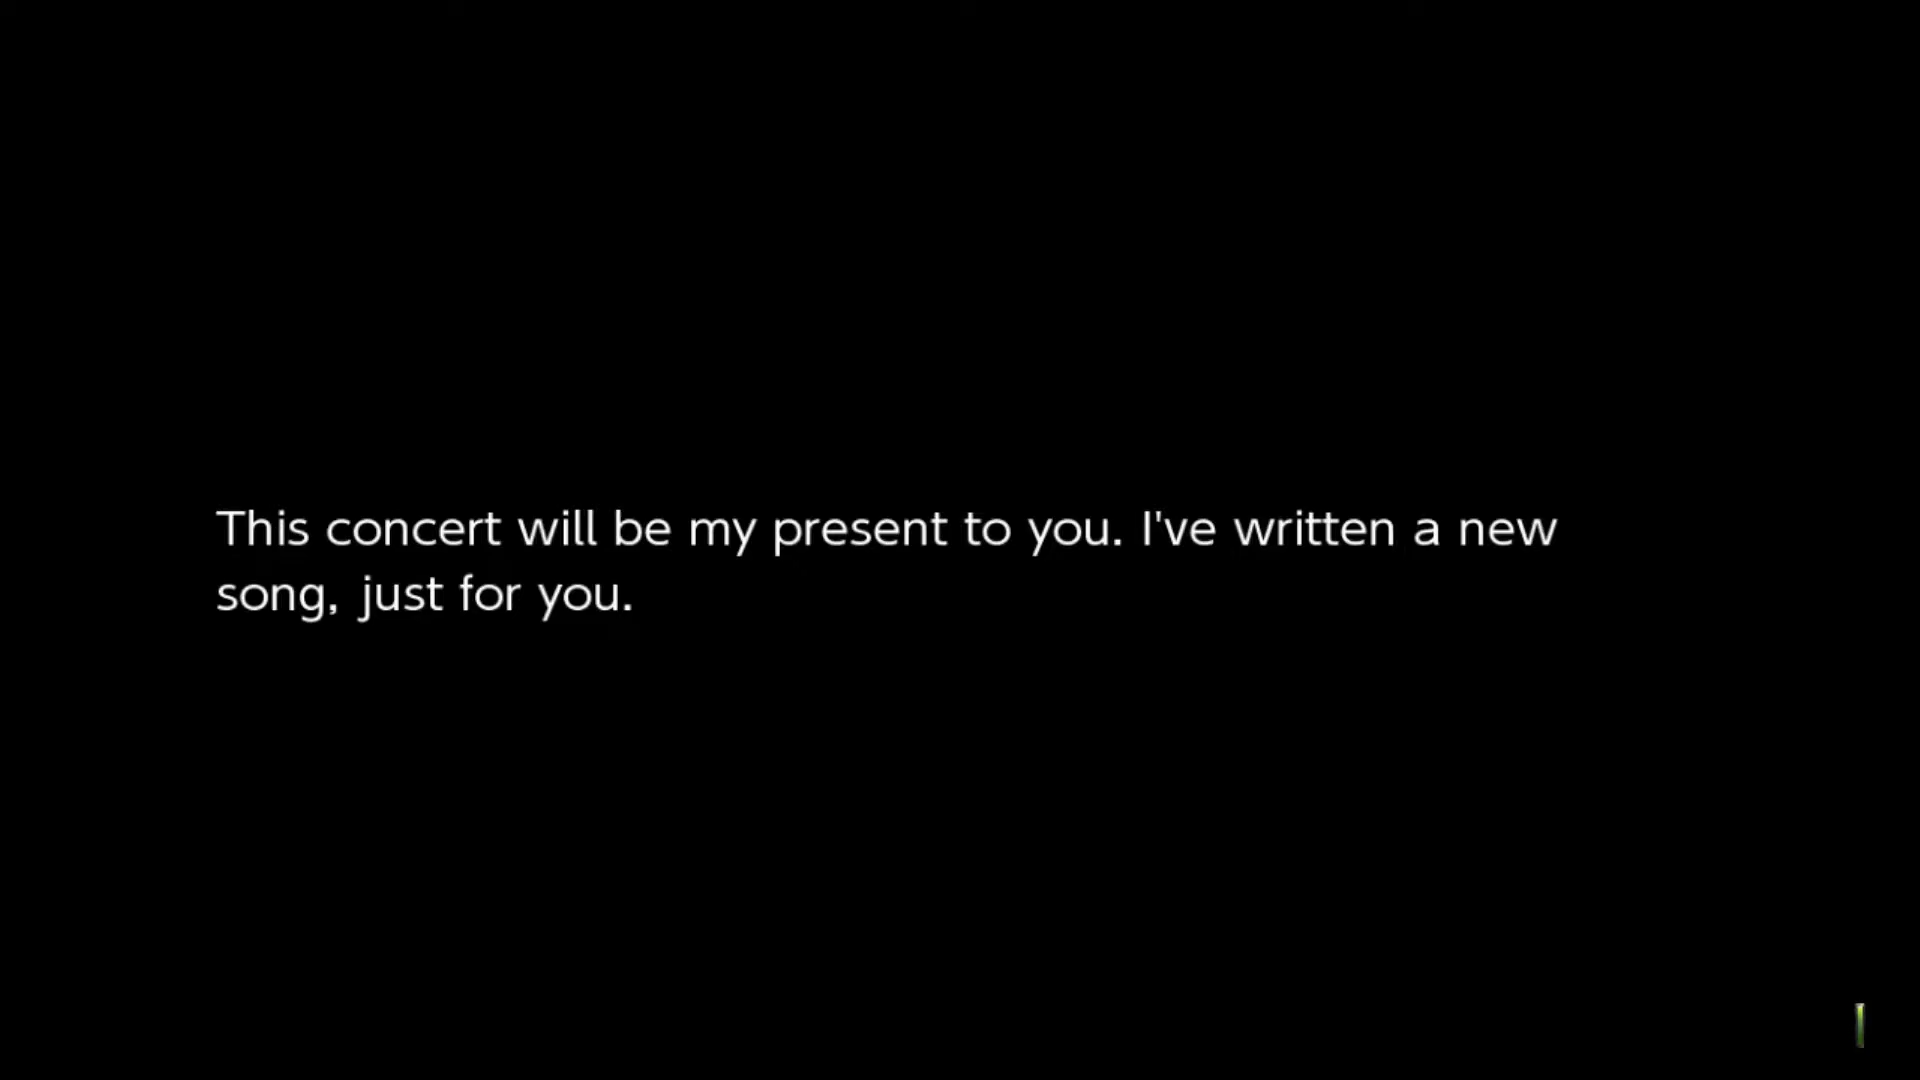 This concert will be my present to you. I've written a new
song, just for you.